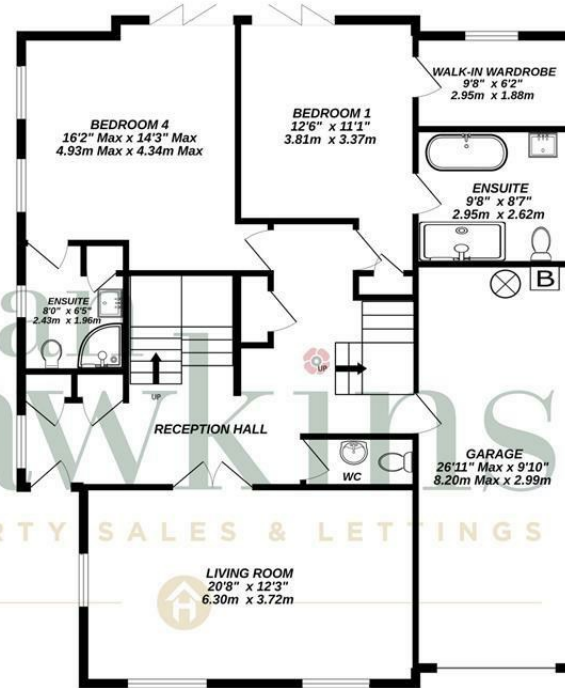 WALK-IN WARDROBE
9'8" x 6'2"
2.95m x 1.88m
BEDROOM 4
16'2" Max x 14'3" Max
4.93m Max x 4.34m Max
BEDROOM 1
12'6" x 11'1"
3.81m x 3.37m
ENSUITE
9'8" x 8'7"
2.95m x 2.62m
B
ENSUITE
8'0" x 6'5"
2.43m x 1.96m
an
UP
UP
wkins
RECEPTION HALL
WC
GARAGE
26'11" Max x 9'10"
8.20m Max x 2.99m
RTY SALES & LETTINGS
LIVING ROOM
20'8" x 12'3"
6.30m x 3.72m
H